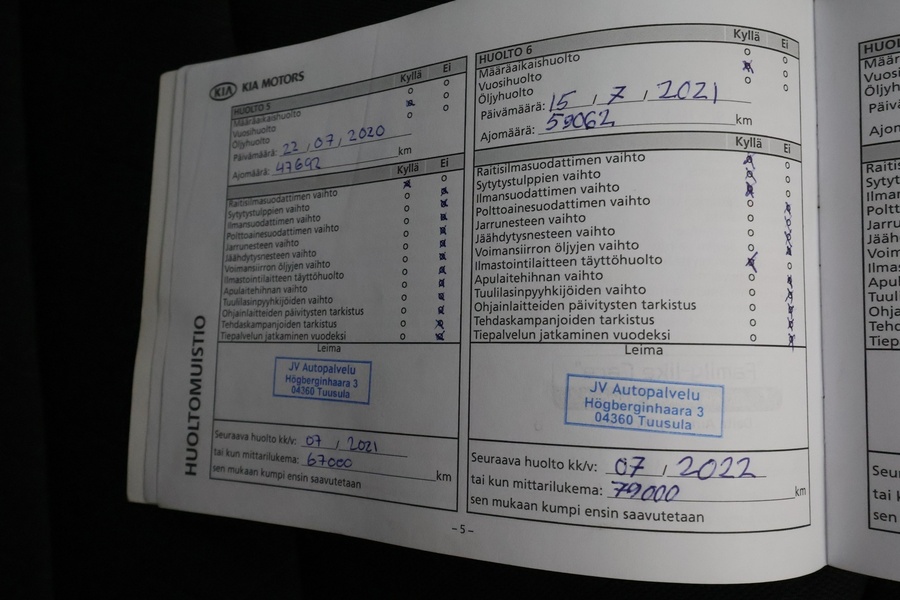 KIA KIA MOTORS
HUOLTOMUISTIO
HUOLTO 5 Kyllä Ei
Määräaikaishuolto
Vuosihuolto
Öljyhuolto
Päivämäärä: 22, 07, 2020
Ajomäärä: 47692 km
Kyllä Ei
Raitisilmasuodattimen vaihto
Sytytystulppien vaihto
Ilmansuodattimen vaihto
Polttoainesuodattimen vaihto
Jarrunesteen vaihto
Jäähdytysnesteen vaihto
Voimansiirron öljyjen vaihto
Ilmastointilaitteen täyttöhuolto
Apulaitehihnan vaihto
Tuulilasinpyyhkijöiden vaihto
Ohjainlaitteiden päivitysten tarkistus
Tehdaskampanjoiden tarkistus
Tiepalvelun jatkaminen vuodeksi
Leima
JV Autopalvelu
Högberginhaara 3
04360 Tuusula
Seuraava huolto kk/v: 07, 2021
tai kun mittarilukema: 67000
sen mukaan kumpi ensin saavutetaan km
HUOLTO 6 Kyllä Ei
Määräaikaishuolto
Vuosihuolto
Öljyhuolto
Päivämäärä: 15, 7, 2021
Ajomäärä: 59062 km
Kyllä Ei
Raitisilmasuodattimen vaihto
Sytytystulppien vaihto
Ilmansuodattimen vaihto
Polttoainesuodattimen vaihto
Jarrunesteen vaihto
Jäähdytysnesteen vaihto
Voimansiirron öljyjen vaihto
Ilmastointilaitteen täyttöhuolto
Apulaitehihnan vaihto
Tuulilasinpyyhkijöiden vaihto
Ohjainlaitteiden päivitysten tarkistus
Tehdaskampanjoiden tarkistus
Tiepalvelun jatkaminen vuodeksi
Leima
JV Autopalvelu
Högberginhaara 3
04360 Tuusula
Seuraava huolto kk/v: 07, 2022
tai kun mittarilukema: 79000 km
sen mukaan kumpi ensin saavutetaan
– 5 –